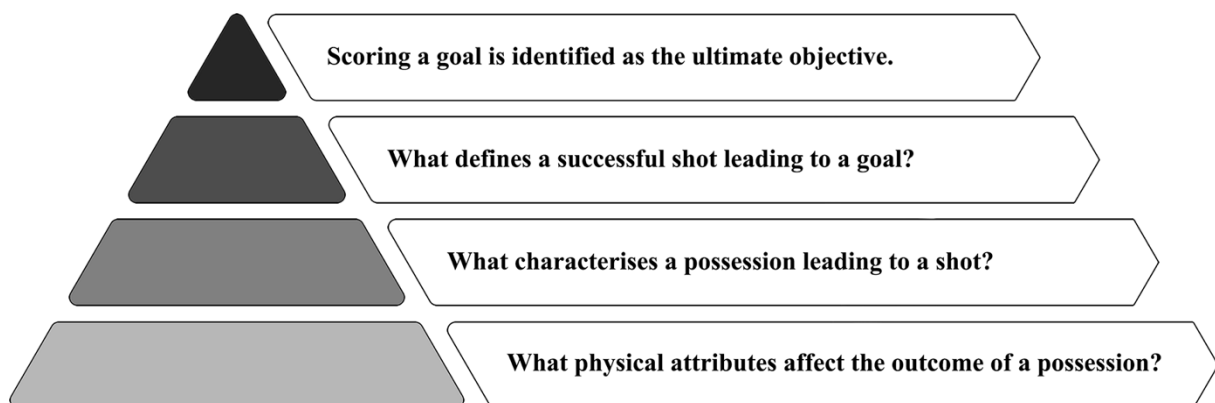 Scoring a goal is identified as the ultimate objective.
What defines a successful shot leading to a goal?
What characterises a possession leading to a shot?
What physical attributes affect the outcome of a possession?